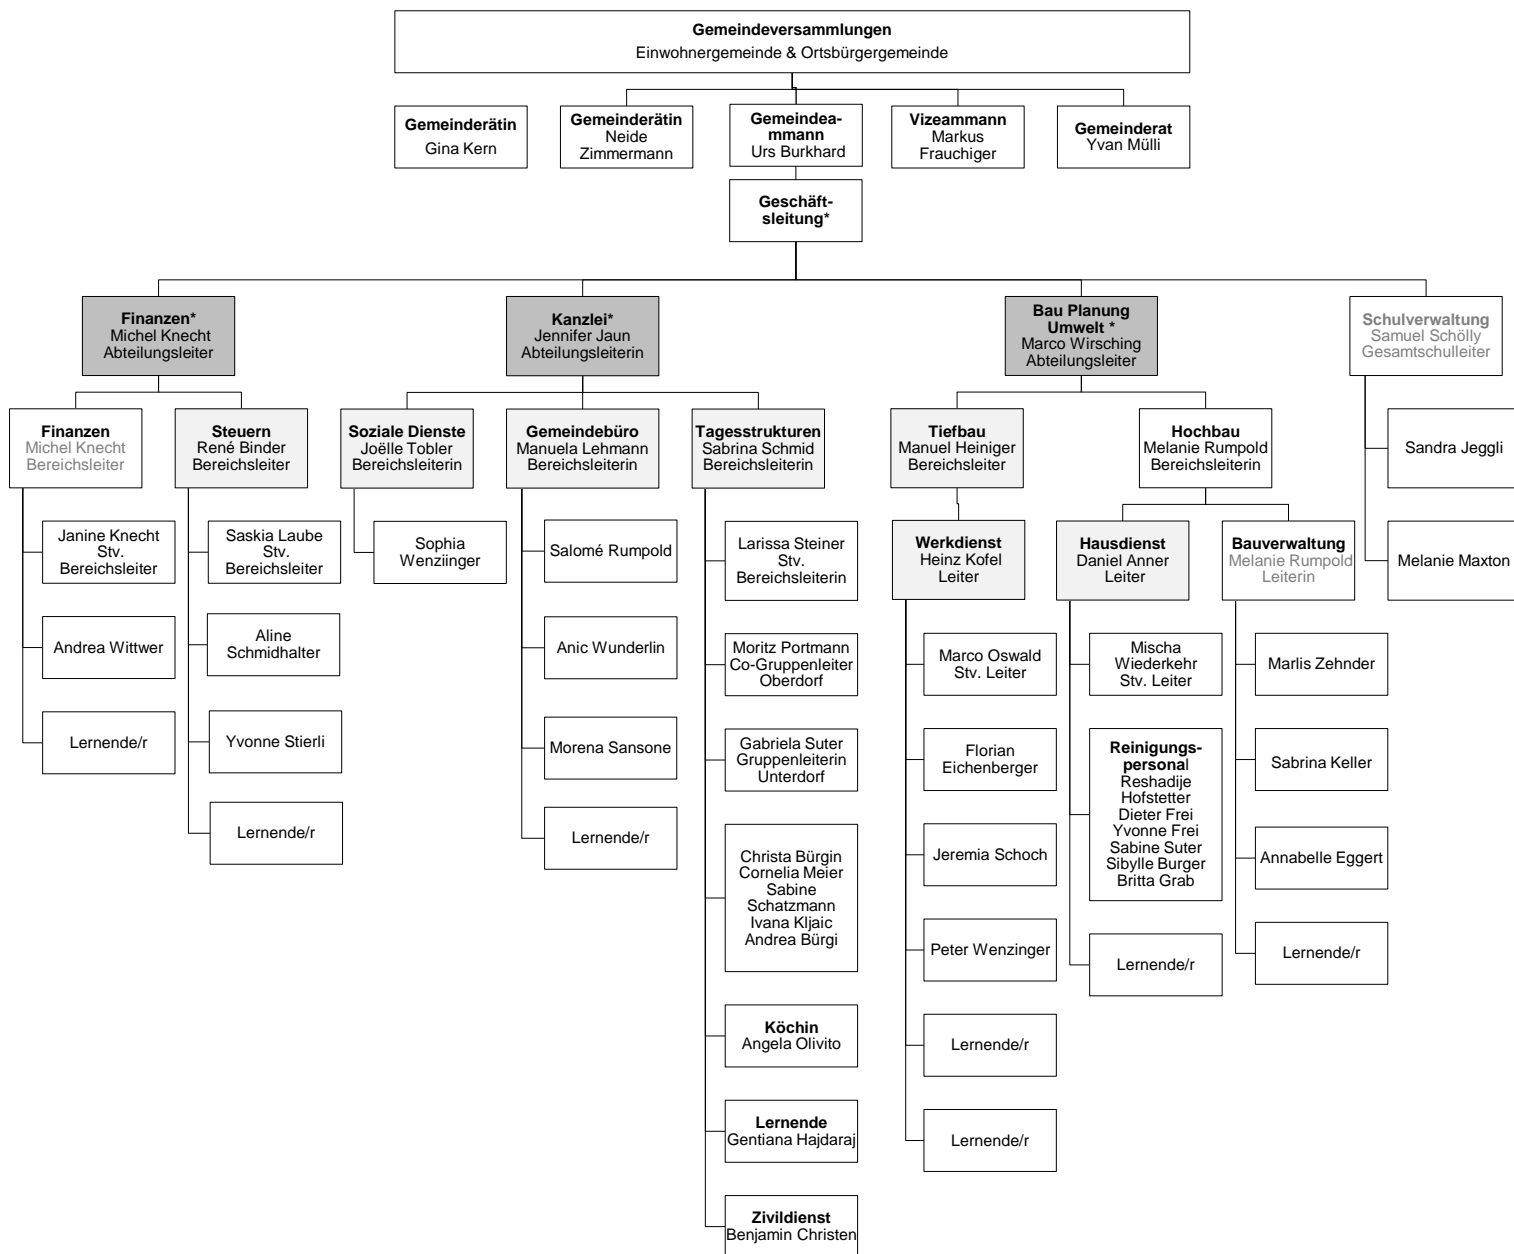 Gemeindeversammlungen
Einwohnergemeinde & Ortsbürgergemeinde
Gemeinderätin
Gina Kern
Gemeinderätin
Neide
Zimmermann
Gemeindea-
mmann
Urs Burkhard
Vizeammann
Markus
Frauchiger
Gemeinderat
Yvan Mülli
Geschäft-
sleitung*
Finanzen*
Michel Knecht
Abteilungsleiter
Kanzlei*
Jennifer Jaun
Abteilungsleiterin
Bau Planung
Umwelt *
Marco Wirsching
Abteilungsleiter
Schulverwaltung
Samuel Schölly
Gesamtschulleiter
Finanzen
Michel Knecht
Bereichsleiter
Steuern
René Binder
Bereichsleiter
Soziale Dienste
Joëlle Tobler
Bereichsleiterin
Gemeindebüro
Manuela Lehmann
Bereichsleiterin
Tagesstrukturen
Sabrina Schmid
Bereichsleiterin
Tiefbau
Manuel Heiniger
Bereichsleiter
Hochbau
Melanie Rumpold
Bereichsleiterin
Sandra Jeggli
Melanie Maxton
Janine Knecht
Stv.
Bereichsleiter
Andrea Wittwer
Lernende/r
Saskia Laube
Stv.
Bereichsleiter
Aline
Schmidhalter
Yvonne Stierli
Lernende/r
Sophia
Wenziinger
Salomé Rumpold
Anic Wunderlin
Morena Sansone
Lernende/r
Larissa Steiner
Stv.
Bereichsleiterin
Moritz Portmann
Co-Gruppenleiter
Oberdorf
Gabriela Suter
Gruppenleiterin
Unterdorf
Christa Bürgin
Cornelia Meier
Sabine
Schatzmann
Ivana Kljaic
Andrea Bürgi
Köchin
Angela Olivito
Lernende
Gentiana Hajdaraj
Zivildienst
Benjamin Christen
Werkdienst
Heinz Kofel
Leiter
Marco Oswald
Stv. Leiter
Florian
Eichenberger
Jeremia Schoch
Peter Wenzinger
Lernende/r
Lernende/r
Hausdienst
Daniel Anner
Leiter
Mischa
Wiederkehr
Stv. Leiter
Reinigungs-
personal
Reshadije
Hofstetter
Dieter Frei
Yvonne Frei
Sabine Suter
Sibylle Burger
Britta Grab
Lernende/r
Bauverwaltung
Melanie Rumpold
Leiterin
Marlis Zehnder
Sabrina Keller
Annabelle Eggert
Lernende/r